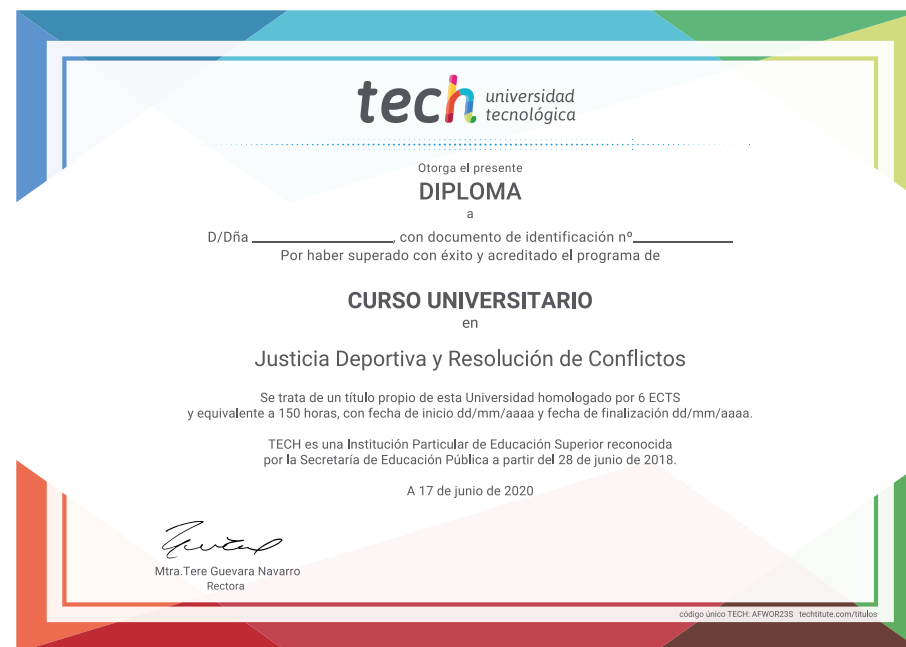 tech universidad
tecnológica
Otorga el presente
DIPLOMA
a
D/Dña ____________________, con documento de identificación nº______________
Por haber superado con éxito y acreditado el programa de
CURSO UNIVERSITARIO
en
Justicia Deportiva y Resolución de Conflictos
Se trata de un título propio de esta Universidad homologado por 6 ECTS
y equivalente a 150 horas, con fecha de inicio dd/mm/aaaa y fecha de finalización dd/mm/aaaa.
TECH es una Institución Particular de Educación Superior reconocida
por la Secretaría de Educación Pública a partir del 28 de junio de 2018.
A 17 de junio de 2020
Mtra.Tere Guevara Navarro
Rectora
código único TECH: AFWOR23S techtitute.com/titulos